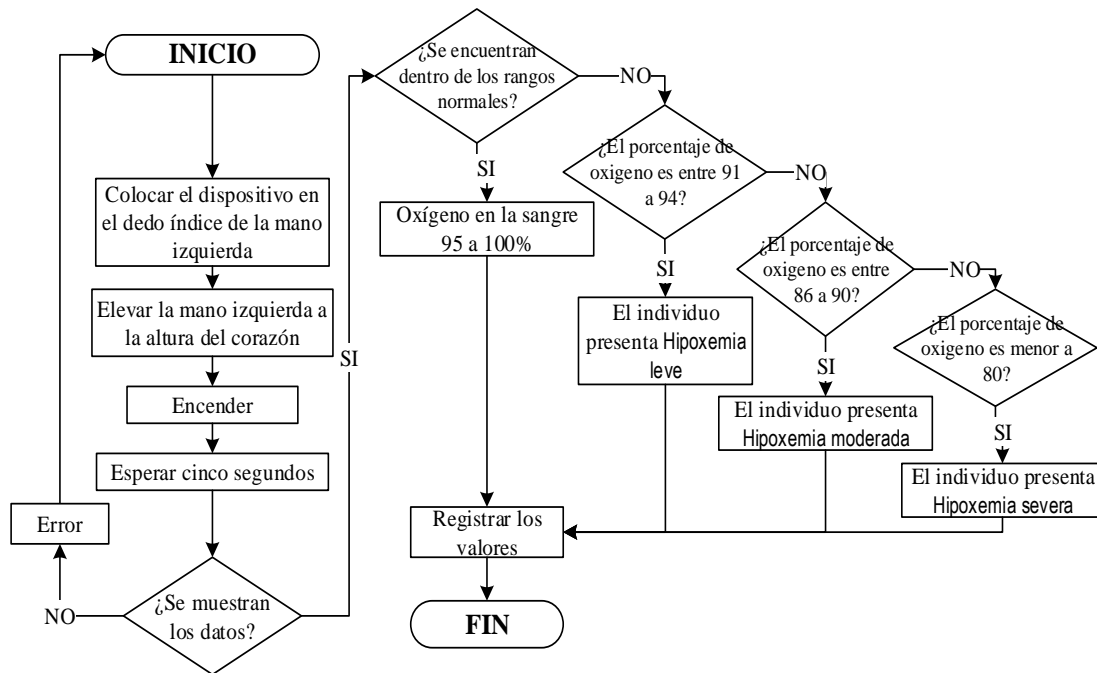 INICIO
Colocar el dispositivo en
el dedo índice de la mano
izquierda
Elevar la mano izquierda a
la altura del corazón
Encender
Esperar cinco segundos
¿Se muestran
los datos?
NO
Error
SI
¿Se encuentran
dentro de los rangos
normales?
SI
Oxígeno en la sangre
95 a 100%
NO
¿El porcentaje de
oxigeno es entre 91
a 94?
SI
El individuo
presenta Hipoxemia
leve
NO
¿El porcentaje de
oxigeno es entre
86 a 90?
SI
El individuo presenta
Hipoxemia moderada
NO
¿El porcentaje de
oxigeno es menor a
80?
SI
El individuo presenta
Hipoxemia severa
Registrar los
valores
FIN